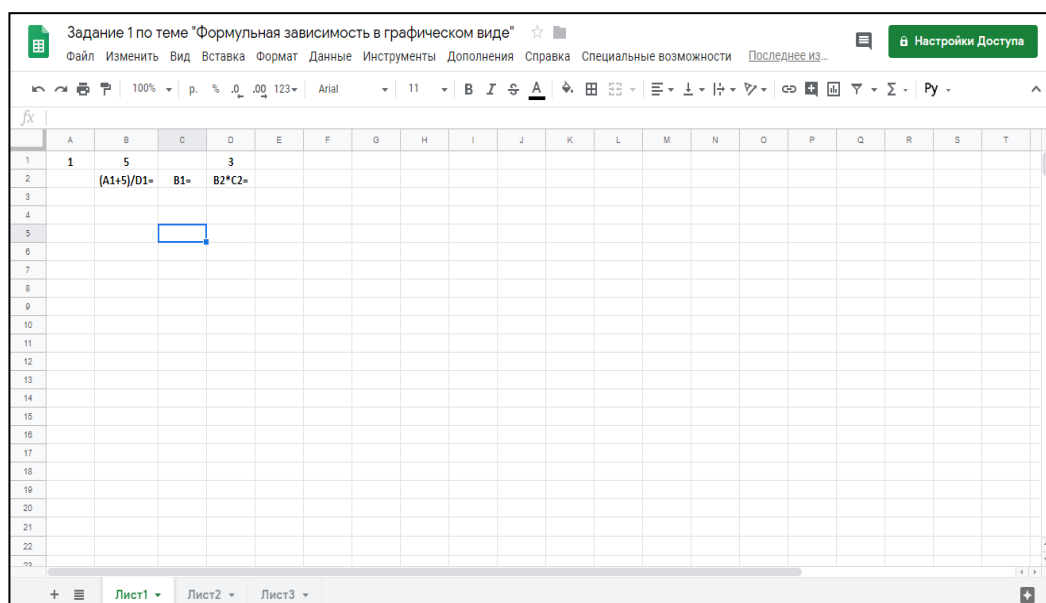 Задание 1 по теме "Формульная зависимость в графическом виде"
Файл Изменить Вид Вставка Формат Данные Инструменты Дополнения Справка Специальные возможности Последнее из...
Настройки Доступа
100% р. % .0 .00 123 Arial 11 B I S A Σ Ру
fx
A B C D E F G H I J K L M N O P Q R S T
1 1 5 3
2 (A1+5)/D1= B1= B2*C2=
3
4
5
6
7
8
9
10
11
12
13
14
15
16
17
18
19
20
21
22
23
+ Лист1 Лист2 Лист3